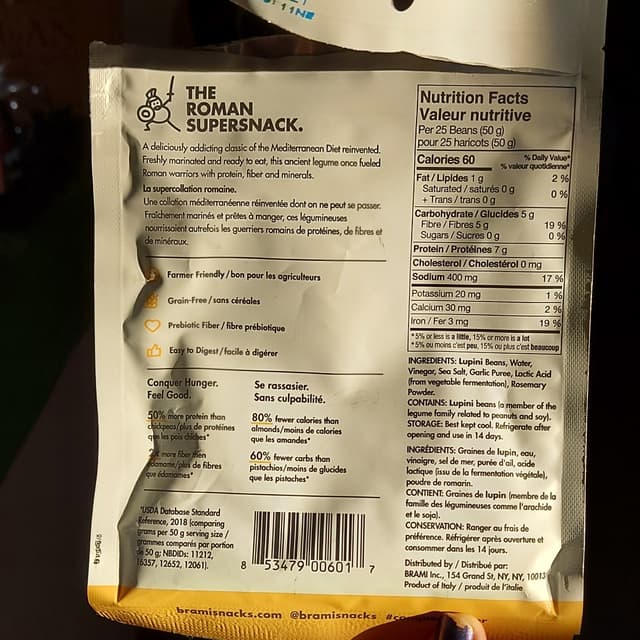 THE
ROMAN
SUPERSNACK.
A deliciously addicting classic of the Mediterranean Diet reinvented.
Freshly marinated and ready to eat, this ancient legume once fueled
Roman warriors with protein, fiber and minerals.
La supercollation romaine.
Une collation méditerranéenne réinventée dont on ne peut se passer.
Fraîchement marinés et prêtes à manger, ces légumineuses
nourrissaient autrefois les guerriers romains de protéines, de fibres et
de minéraux.
Farmer Friendly / bon pour les agriculteurs
Grain-Free / sans céréales
Prebiotic Fiber / fibre prébiotique
Easy to Digest / facile à digérer
Conquer Hunger.
Feel Good.
Se rassasier.
Sans culpabilité.
50% more protein than
chickpeas/plus de protéines
que les pois chiches*
80% fewer calories than
almonds/moins de calories
que les amandes*
more fiber than
edamame/plus de fibres
que édamames*
60% fewer carbs than
pistachios/moins de glucides
que les pistaches*
*USDA Database Standard
Reference, 2018 (comparing
grams per 50 g serving size /
grammes comparés par portion
de 50 g; NBDIDs: 11212,
16357, 12652, 12061).
8 53479 00601 7
Nutrition Facts
Valeur nutritive
Per 25 Beans (50 g)
pour 25 haricots (50 g)
Calories 60 % Daily Value*
% valeur quotidienne*
Fat / Lipides 1 g 2 %
Saturated / saturés 0 g
+ Trans / trans 0 g 0 %
Carbohydrate / Glucides 5 g
Fibre / Fibres 5 g 19 %
Sugars / Sucres 0 g 0 %
Protein / Protéines 7 g
Cholesterol / Cholestérol 0 mg
Sodium 400 mg 17 %
Potassium 20 mg 1 %
Calcium 30 mg 2 %
Iron / Fer 3 mg 19 %
*5% or less is a little, 15% or more is a lot
*5% ou moins c'est peu, 15% ou plus c'est beaucoup
INGREDIENTS: Lupini Beans, Water,
Vinegar, Sea Salt, Garlic Puree, Lactic Acid
(from vegetable fermentation), Rosemary
Powder.
CONTAINS: Lupini beans (a member of the
legume family related to peanuts and soy).
STORAGE: Best kept cool. Refrigerate after
opening and use in 14 days.
INGRÉDIENTS: Graines de lupin, eau,
vinaigre, sel de mer, purée d'ail, acide
lactique (issu de la fermentation végétale),
poudre de romarin.
CONTIENT: Graines de lupin (membre de la
famille des légumineuses comme l'arachide
et le soja).
CONSERVATION: Ranger au frais de
préférence. Réfrigérer après ouverture et
consommer dans les 14 jours.
Distributed by / Distribué par:
BRAMI Inc., 154 Grand St, NY, NY, 10013
Product of Italy / produit de l'italie
bramisnacks.com @bramisnacks